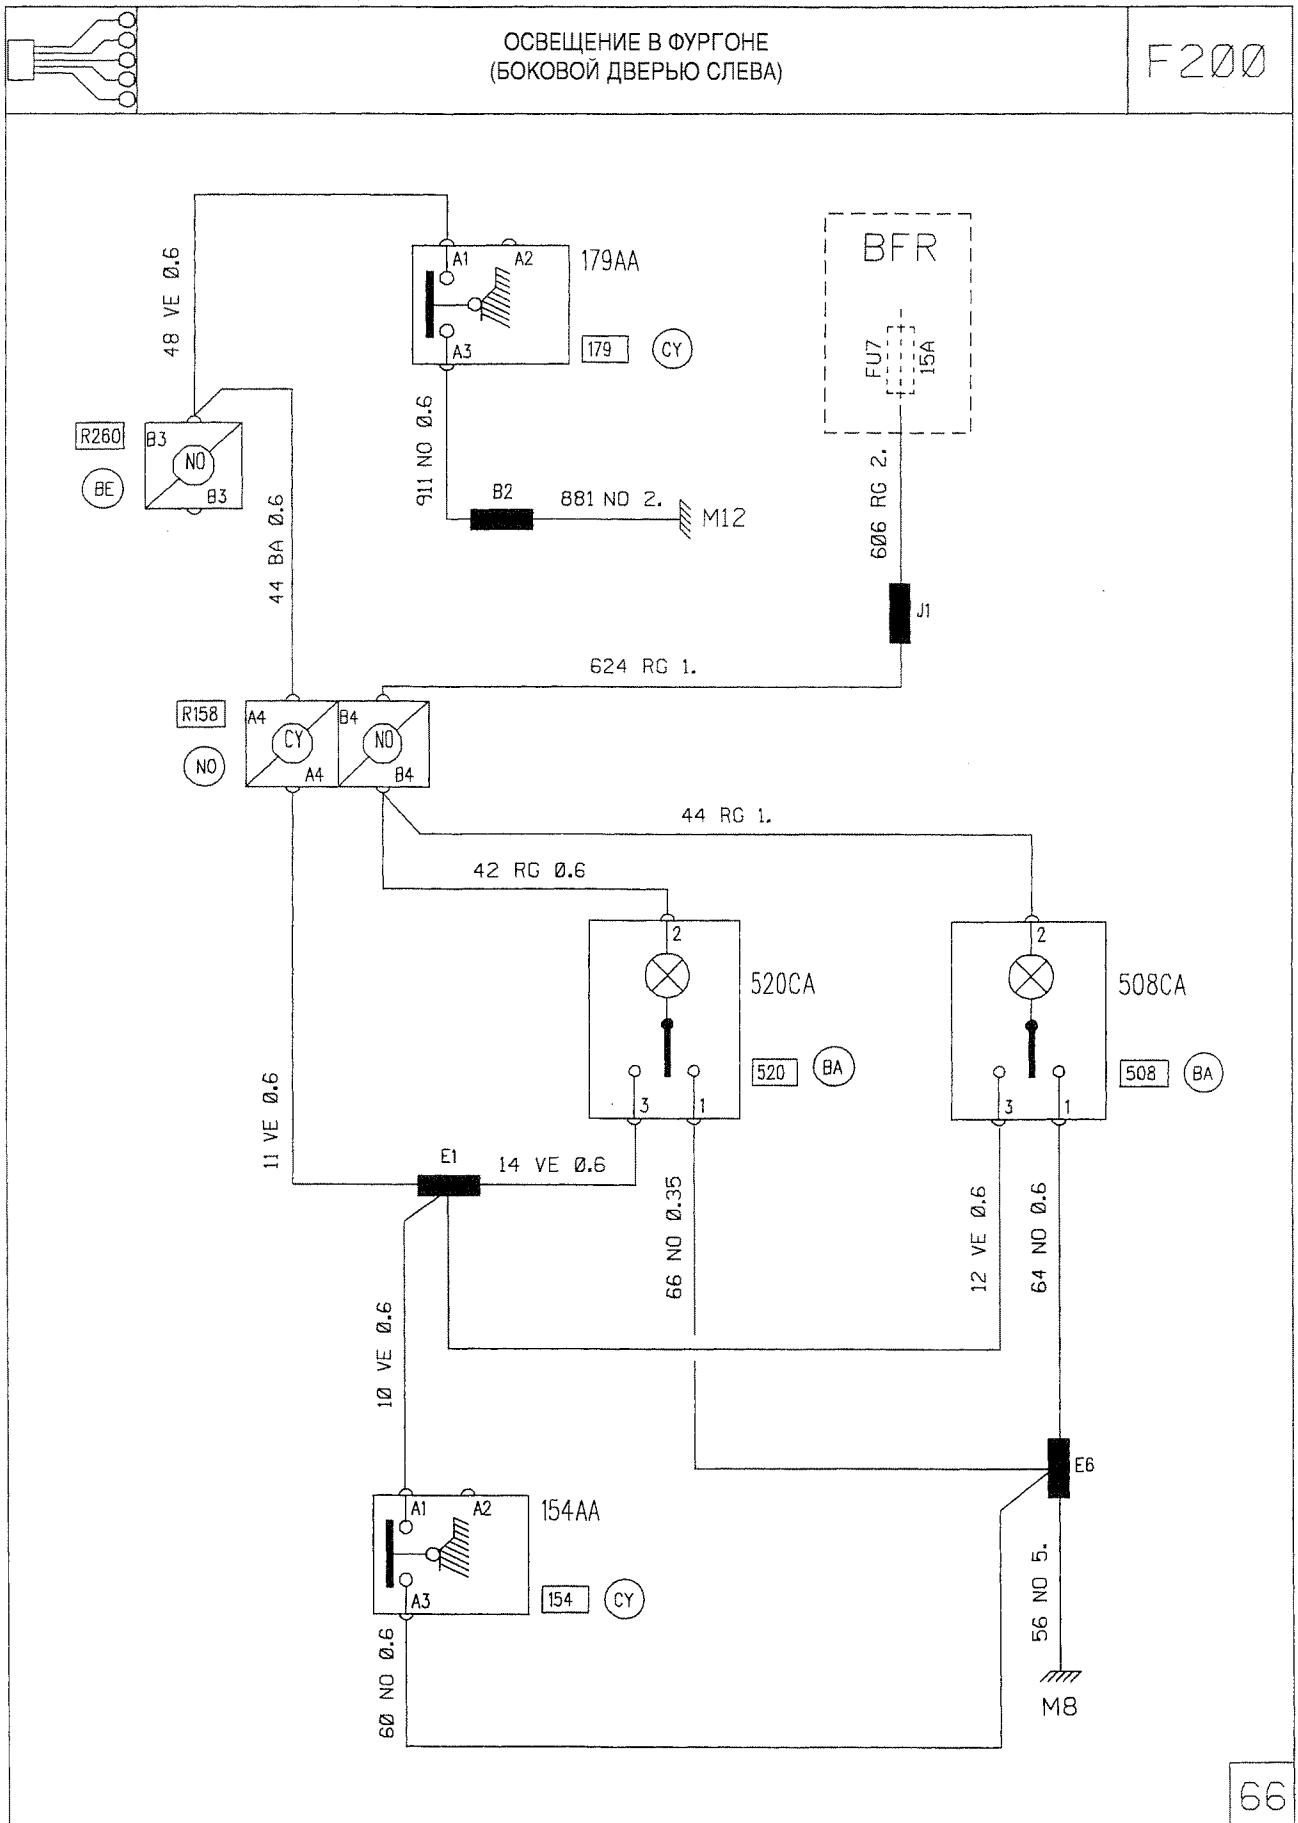 ОСВЕЩЕНИЕ В ФУРГОНЕ
(БОКОВОЙ ДВЕРЬЮ СЛЕВА)
F200
48 VE 0.6
A1
A2
179AA
A3
179
CY
BFR
FU7
15A
R260
BE
B3
NO
B3
911 NO 0.6
B2
881 NO 2.
M12
606 RG 2.
44 BA 0.6
J1
624 RG 1.
R158
NO
A4
CY
A4
B4
NO
B4
44 RG 1.
42 RG 0.6
2
520CA
520
BA
3
1
2
508CA
508
BA
3
1
11 VE 0.6
E1
14 VE 0.6
66 NO 0.35
12 VE 0.6
64 NO 0.6
10 VE 0.6
E6
A1
A2
154AA
A3
154
CY
56 NO 5.
60 NO 0.6
M8
66